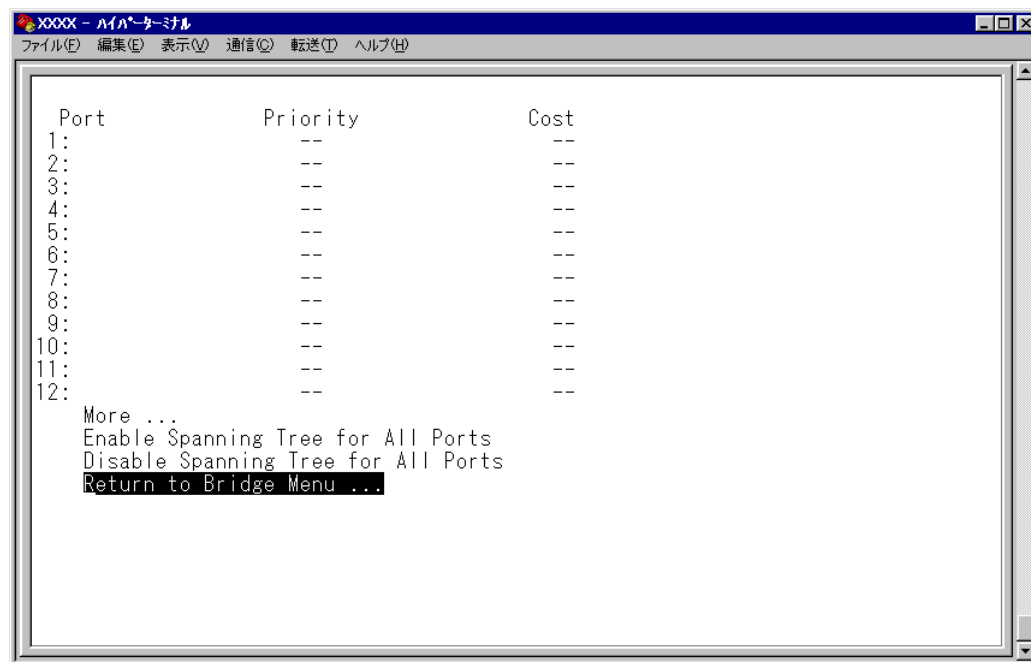 XXXX - ハイパーターミナル
ファイル(F) 編集(E) 表示(V) 通信(C) 転送(T) ヘルプ(H)
Port Priority Cost
1: -- --
2: -- --
3: -- --
4: -- --
5: -- --
6: -- --
7: -- --
8: -- --
9: -- --
10: -- --
11: -- --
12: -- --
More ...
Enable Spanning Tree for All Ports
Disable Spanning Tree for All Ports
Return to Bridge Menu ...